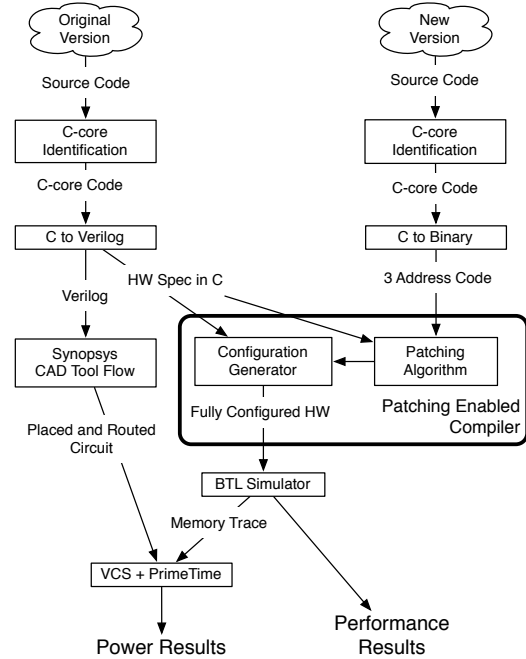 Original
Version
New
Version
Source Code
Source Code
C-core
Identification
C-core
Identification
C-core Code
C-core Code
C to Verilog
C to Binary
HW Spec in C
3 Address Code
Verilog
Synopsys
CAD Tool Flow
Configuration
Generator
Patching
Algorithm
Patching Enabled
Compiler
Fully Configured HW
Placed and Routed
Circuit
BTL Simulator
Memory Trace
VCS + PrimeTime
Power Results
Performance
Results